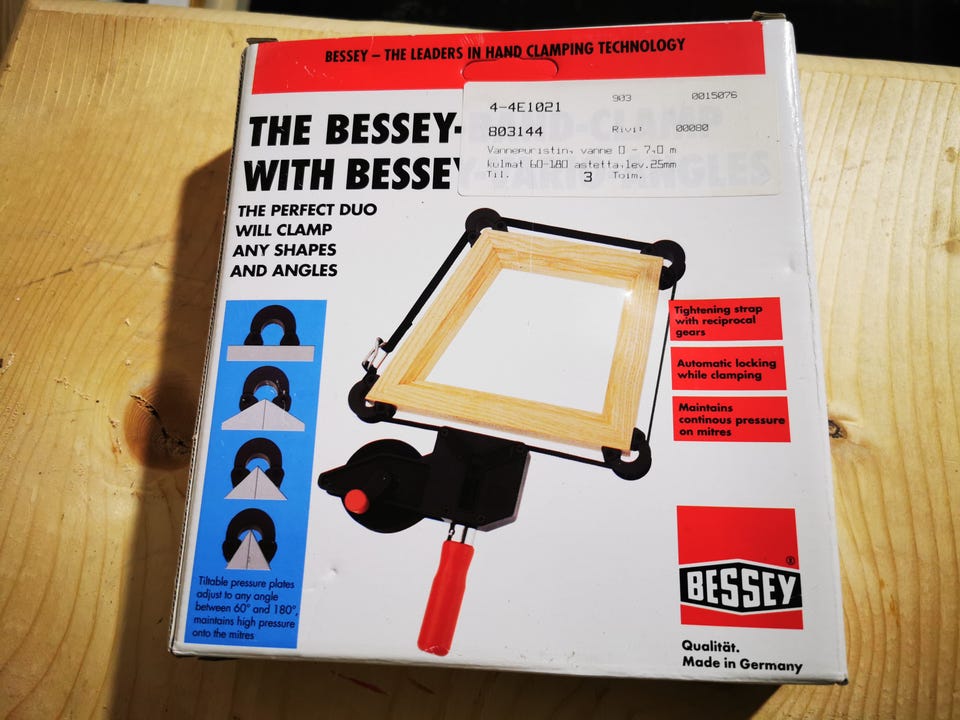 BESSEY – THE LEADERS IN HAND CLAMPING TECHNOLOGY
4-4E1021
903
0015076
803144
Rivi:
00080
Vannepuristin, vanne 0 - 7,0 m
kulmat 60-180 astetta,lev.25mm
Til.
3
Toim.
THE BESSEY-BAND-CLAMP
WITH BESSEY-VARIO-ANGLES
THE PERFECT DUO
WILL CLAMP
ANY SHAPES
AND ANGLES
Tightening strap
with reciprocal
gears
Automatic locking
while clamping
Maintains
continous pressure
on mitres
Tiltable pressure plates
adjust to any angle
between 60° and 180°,
maintains high pressure
onto the mitres
BESSEY®
Qualität.
Made in Germany